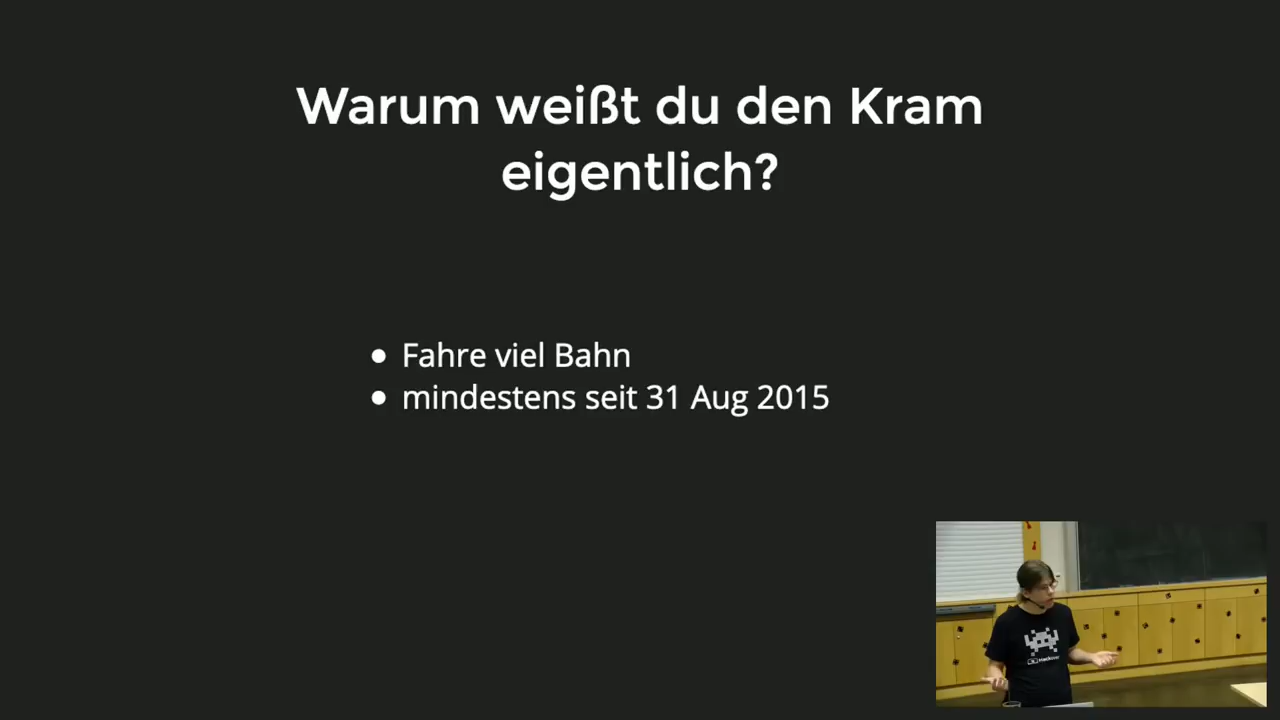 Warum weißt du den Kram
eigentlich?
Fahre viel Bahn
mindestens seit 31 Aug 2015